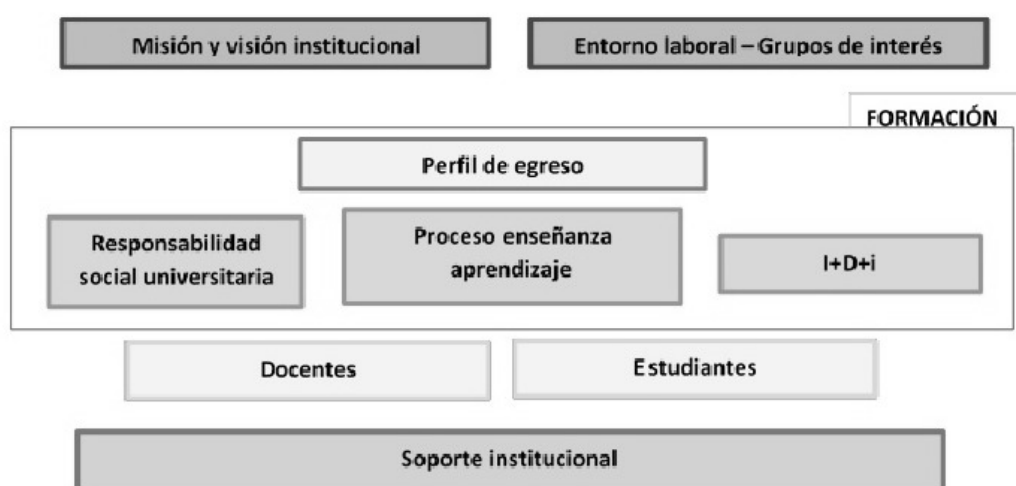 Misión y visión institucional
Entorno laboral – Grupos de interés
FORMACIÓN
Perfil de egreso
Responsabilidad
social universitaria
Proceso enseñanza
aprendizaje
I+D+i
Docentes
Estudiantes
Soporte institucional